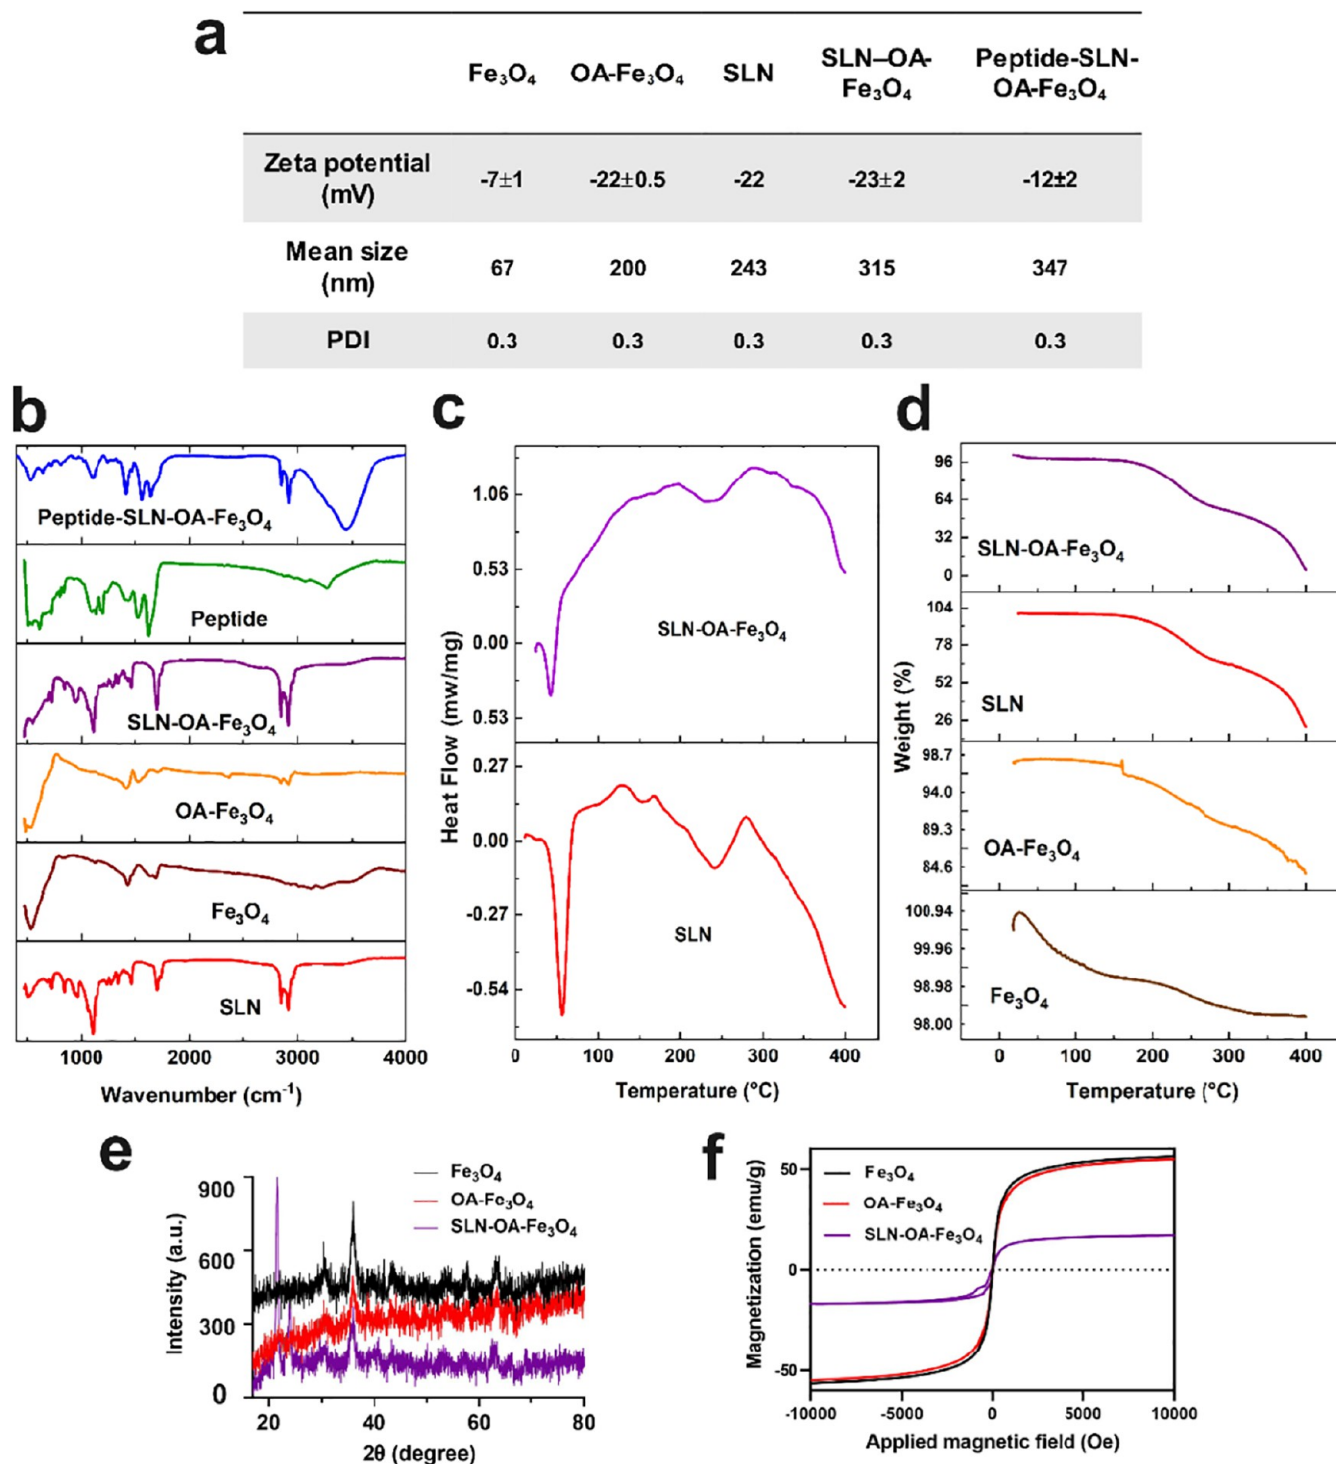 a
Fe₃O₄ OA-Fe₃O₄ SLN SLN–OA-Fe₃O₄ Peptide-SLN-OA-Fe₃O₄
Zeta potential (mV) -7±1 -22±0.5 -22 -23±2 -12±2
Mean size (nm) 67 200 243 315 347
PDI 0.3 0.3 0.3 0.3 0.3
b
Peptide-SLN-OA-Fe₃O₄
Peptide
SLN-OA-Fe₃O₄
OA-Fe₃O₄
Fe₃O₄
SLN
1000 2000 3000 4000
Wavenumber (cm⁻¹)
c
Heat Flow (mw/mg)
1.06
0.53
0.00
0.53
SLN-OA-Fe₃O₄
0.27
0.00
-0.27
-0.54
SLN
0 100 200 300 400
Temperature (°C)
d
Weight (%)
96
64
32
0
SLN-OA-Fe₃O₄
104
78
52
26
SLN
98.7
94.0
89.3
84.6
OA-Fe₃O₄
100.94
99.96
98.98
98.00
Fe₃O₄
0 100 200 300 400
Temperature (°C)
e
Intensity (a.u.)
900
600
300
0
Fe₃O₄
OA-Fe₃O₄
SLN-OA-Fe₃O₄
20 40 60 80
2θ (degree)
f
Magnetization (emu/g)
50
0
-50
Fe₃O₄
OA-Fe₃O₄
SLN-OA-Fe₃O₄
-10000 -5000 0 5000 10000
Applied magnetic field (Oe)